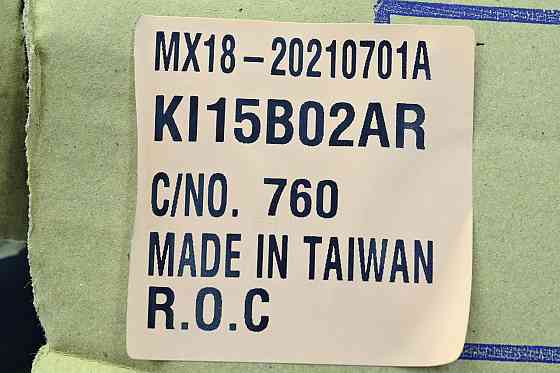 MX18-20210701A
KI15B02AR
C/NO. 760
MADE IN TAIWAN
R.O.C